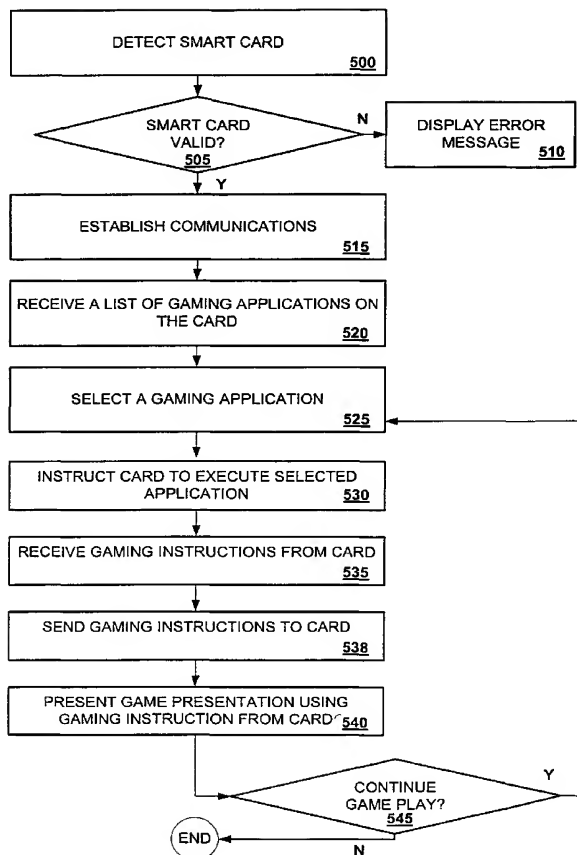 DETECT SMART CARD
500
SMART CARD
VALID?
505
N
DISPLAY ERROR
MESSAGE
510
Y
ESTABLISH COMMUNICATIONS
515
RECEIVE A LIST OF GAMING APPLICATIONS ON
THE CARD
520
SELECT A GAMING APPLICATION
525
INSTRUCT CARD TO EXECUTE SELECTED
APPLICATION
530
RECEIVE GAMING INSTRUCTIONS FROM CARD
535
SEND GAMING INSTRUCTIONS TO CARD
538
PRESENT GAME PRESENTATION USING
GAMING INSTRUCTION FROM CARD
540
CONTINUE
GAME PLAY?
545
Y
END
N